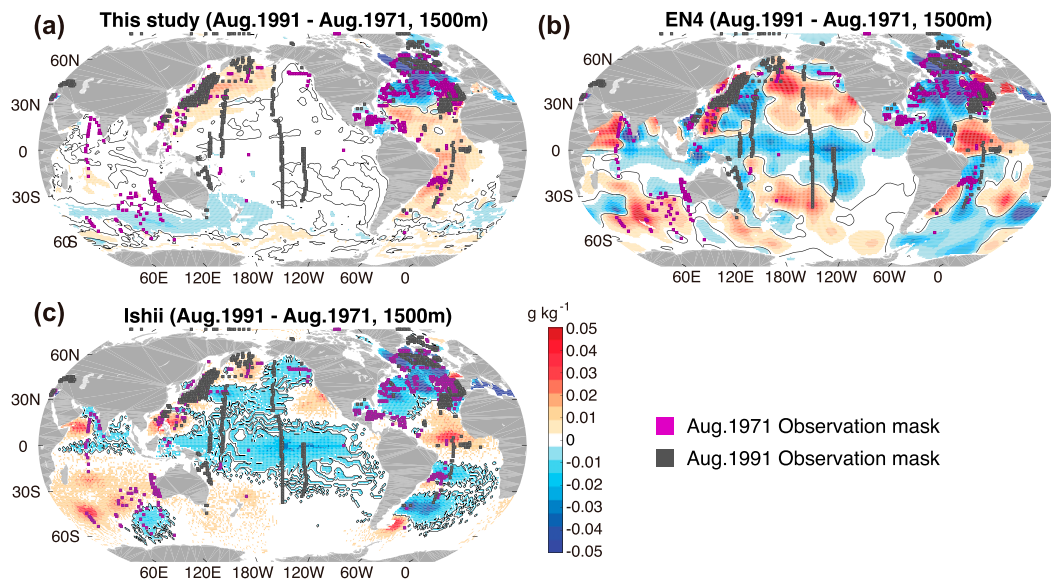 (a) This study (Aug.1991 - Aug.1971, 1500m)
60N
30N
0
30S
60S
60E 120E 180W 120W 60W 0
(b) EN4 (Aug.1991 - Aug.1971, 1500m)
60N
30N
0
30S
60S
60E 120E 180W 120W 60W 0
(c) Ishii (Aug.1991 - Aug.1971, 1500m)
60N
30N
0
30S
60S
60E 120E 180W 120W 60W 0
g kg⁻¹
0.05
0.04
0.03
0.02
0.01
0
-0.01
-0.02
-0.03
-0.04
-0.05
Aug.1971 Observation mask
Aug.1991 Observation mask